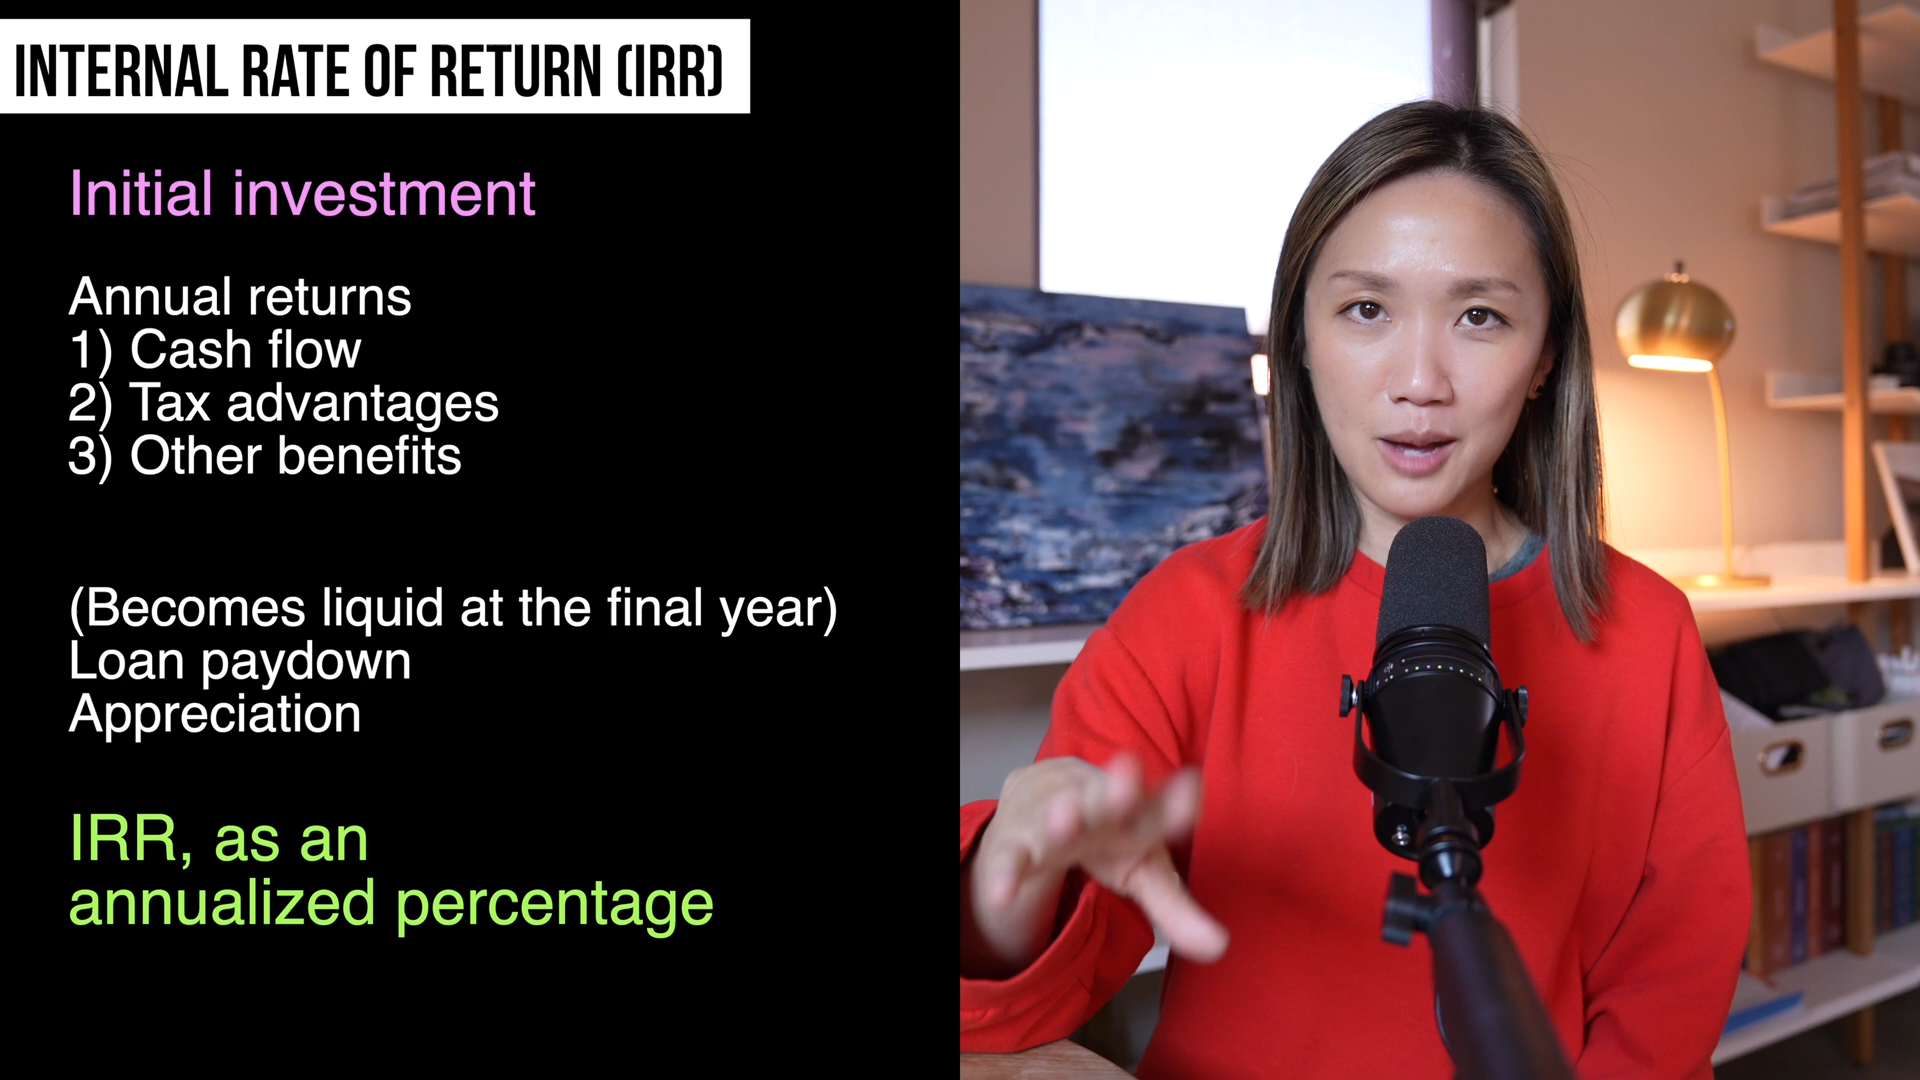 INTERNAL RATE OF RETURN (IRR)
Initial investment
Annual returns
1) Cash flow
2) Tax advantages
3) Other benefits
(Becomes liquid at the final year)
Loan paydown
Appreciation
IRR, as an
annualized percentage